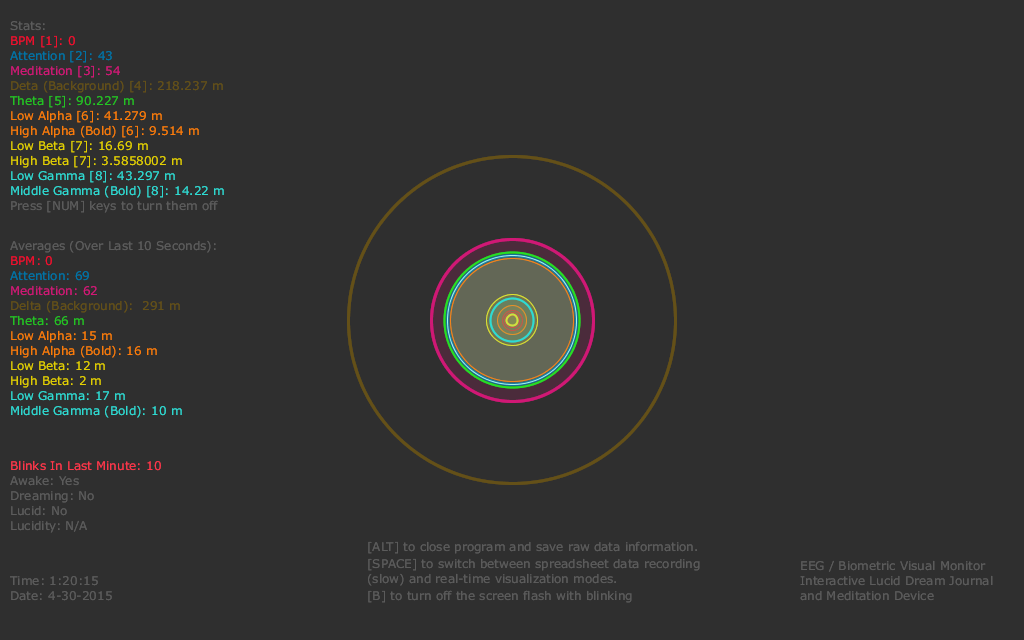 Stats:
BPM [1]: 0
Attention [2]: 43
Meditation [3]: 54
Deta (Background) [4]: 218.237 m
Theta [5]: 90.227 m
Low Alpha [6]: 41.279 m
High Alpha (Bold) [6]: 9.514 m
Low Beta [7]: 16.69 m
High Beta [7]: 3.5858002 m
Low Gamma [8]: 43.297 m
Middle Gamma (Bold) [8]: 14.22 m
Press [NUM] keys to turn them off
Averages (Over Last 10 Seconds):
BPM: 0
Attention: 69
Meditation: 62
Delta (Background):  291 m
Theta: 66 m
Low Alpha: 15 m
High Alpha (Bold): 16 m
Low Beta: 12 m
High Beta: 2 m
Low Gamma: 17 m
Middle Gamma (Bold): 10 m
Blinks In Last Minute: 10
Awake: Yes
Dreaming: No
Lucid: No
Lucidity: N/A
Time: 1:20:15
Date: 4-30-2015
[ALT] to close program and save raw data information.
[SPACE] to switch between spreadsheet data recording
(slow) and real-time visualization modes.
[B] to turn off the screen flash with blinking
EEG / Biometric Visual Monitor
Interactive Lucid Dream Journal
and Meditation Device